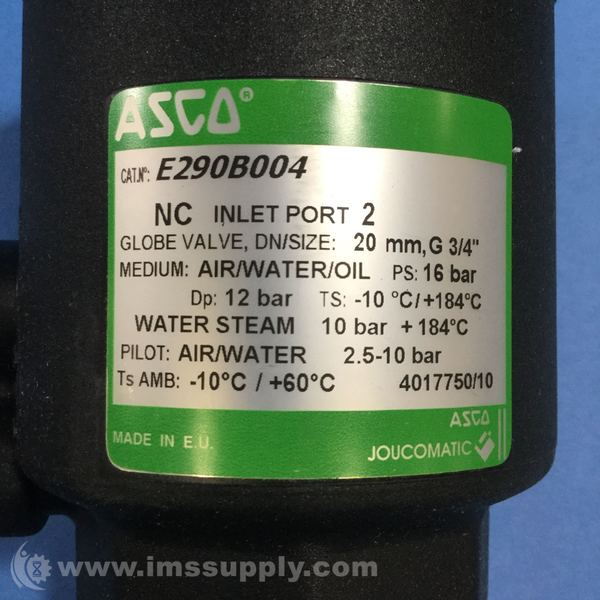 ASCO®
CAT.Nº: E290B004
NC INLET PORT 2
GLOBE VALVE, DN/SIZE: 20 mm, G 3/4"
MEDIUM: AIR/WATER/OIL PS: 16 bar
Dp: 12 bar TS: -10 °C/+184°C
WATER STEAM 10 bar +184°C
PILOT: AIR/WATER 2.5-10 bar
Ts AMB: -10°C / +60°C 4017750/10
ASCO
MADE IN E.U. JOUCOMATIC
© www.imssupply.com